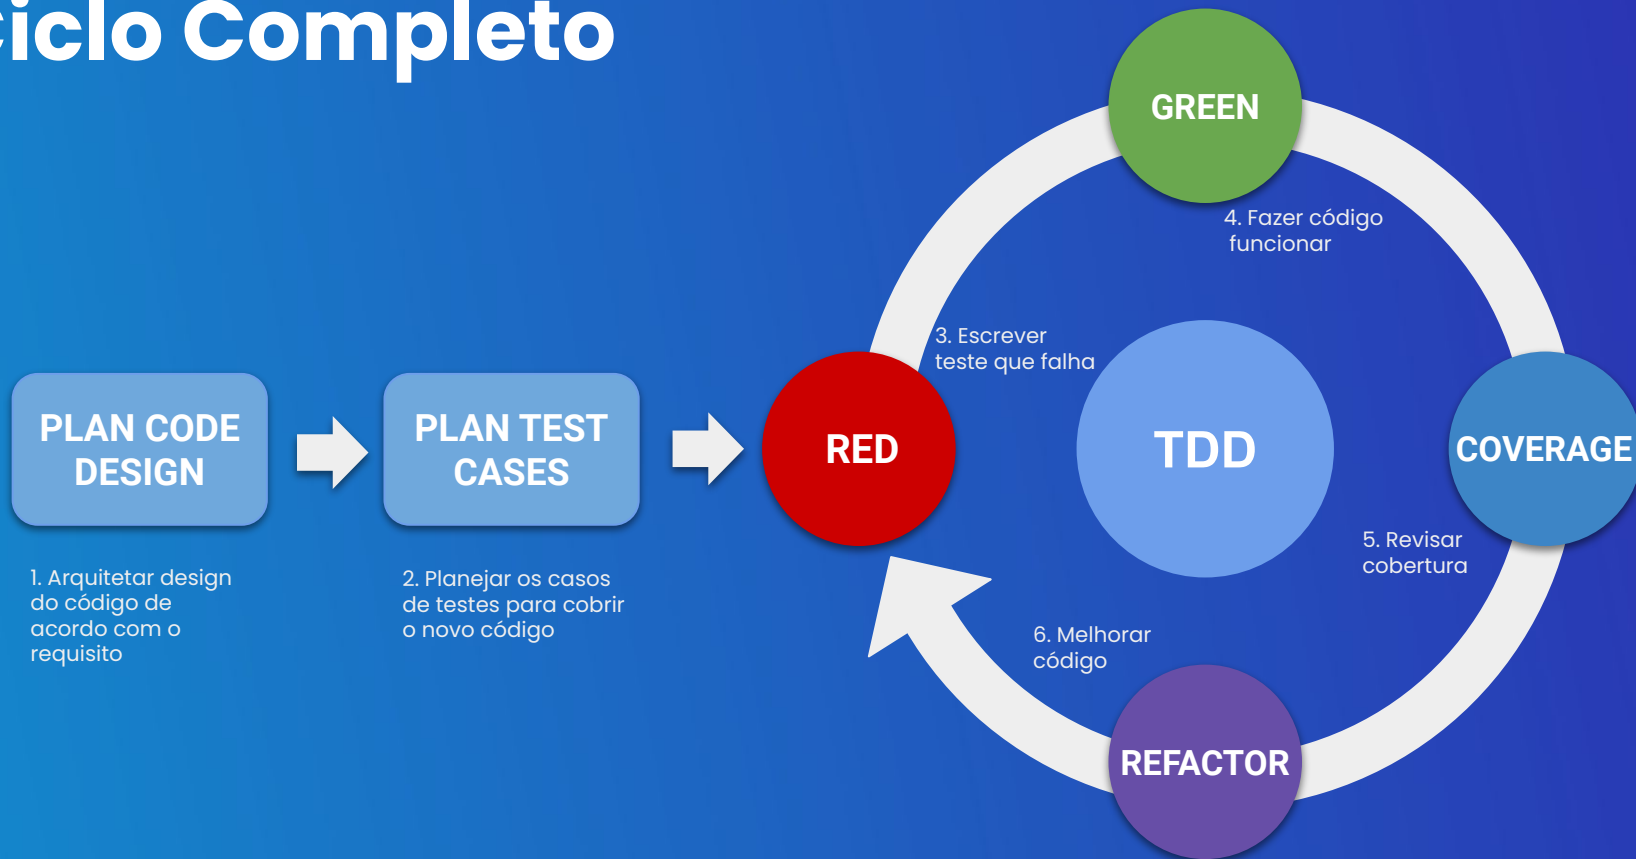 iclo Completo
GREEN
4. Fazer código
funcionar
3. Escrever
teste que falha
PLAN CODE
DESIGN
PLAN TEST
CASES
RED
TDD
COVERAGE
5. Revisar
cobertura
1. Arquitetar design
do código de
acordo com o
requisito
2. Planejar os casos
de testes para cobrir
o novo código
6. Melhorar
código
REFACTOR